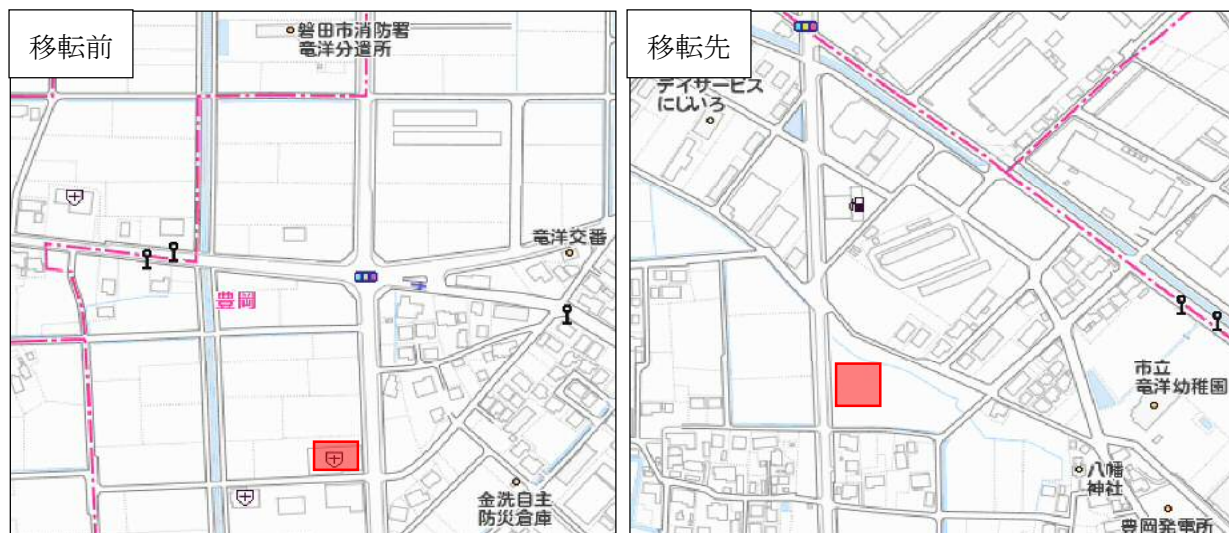 移転前
磐田市消防署
竜洋分遣所
竜洋交番
豊岡
金洗自主
防災倉庫
移転先
デイサービス
にじいろ
市立
竜洋幼稚園
八幡
神社
豊岡発電所